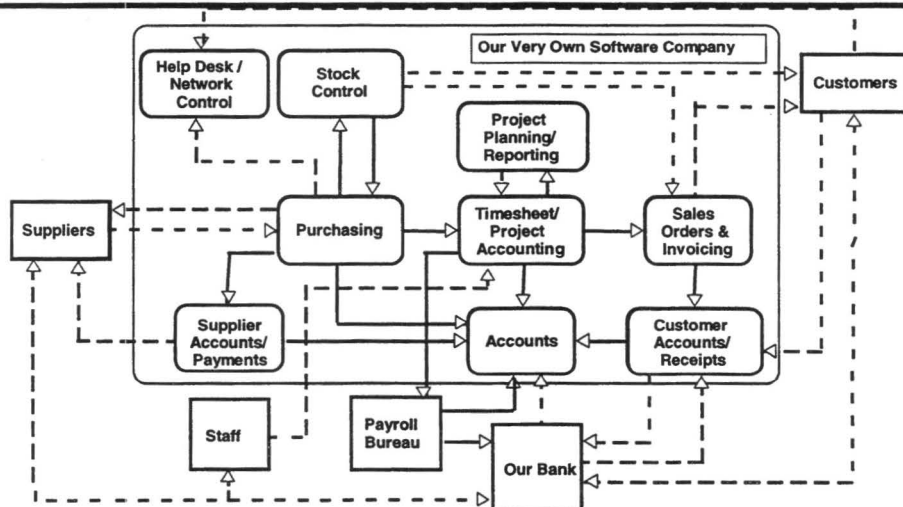 Our Very Own Software Company
Help Desk /
Network
Control
Stock
Control
Customers
Project
Planning/
Reporting
Suppliers
Purchasing
Timesheet/
Project
Accounting
Sales
Orders &
Invoicing
Supplier
Accounts/
Payments
Accounts
Customer
Accounts/
Receipts
Staff
Payroll
Bureau
Our Bank